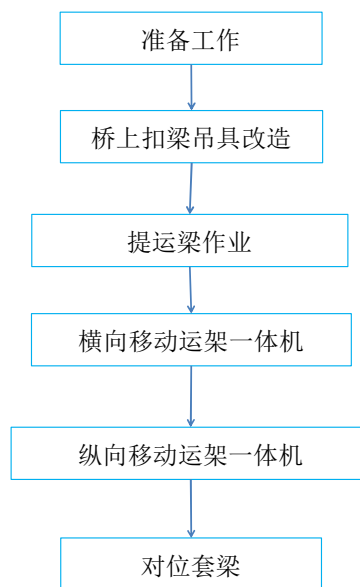 准备工作
桥上扣梁吊具改造
提运梁作业
横向移动运架一体机
纵向移动运架一体机
对位套梁